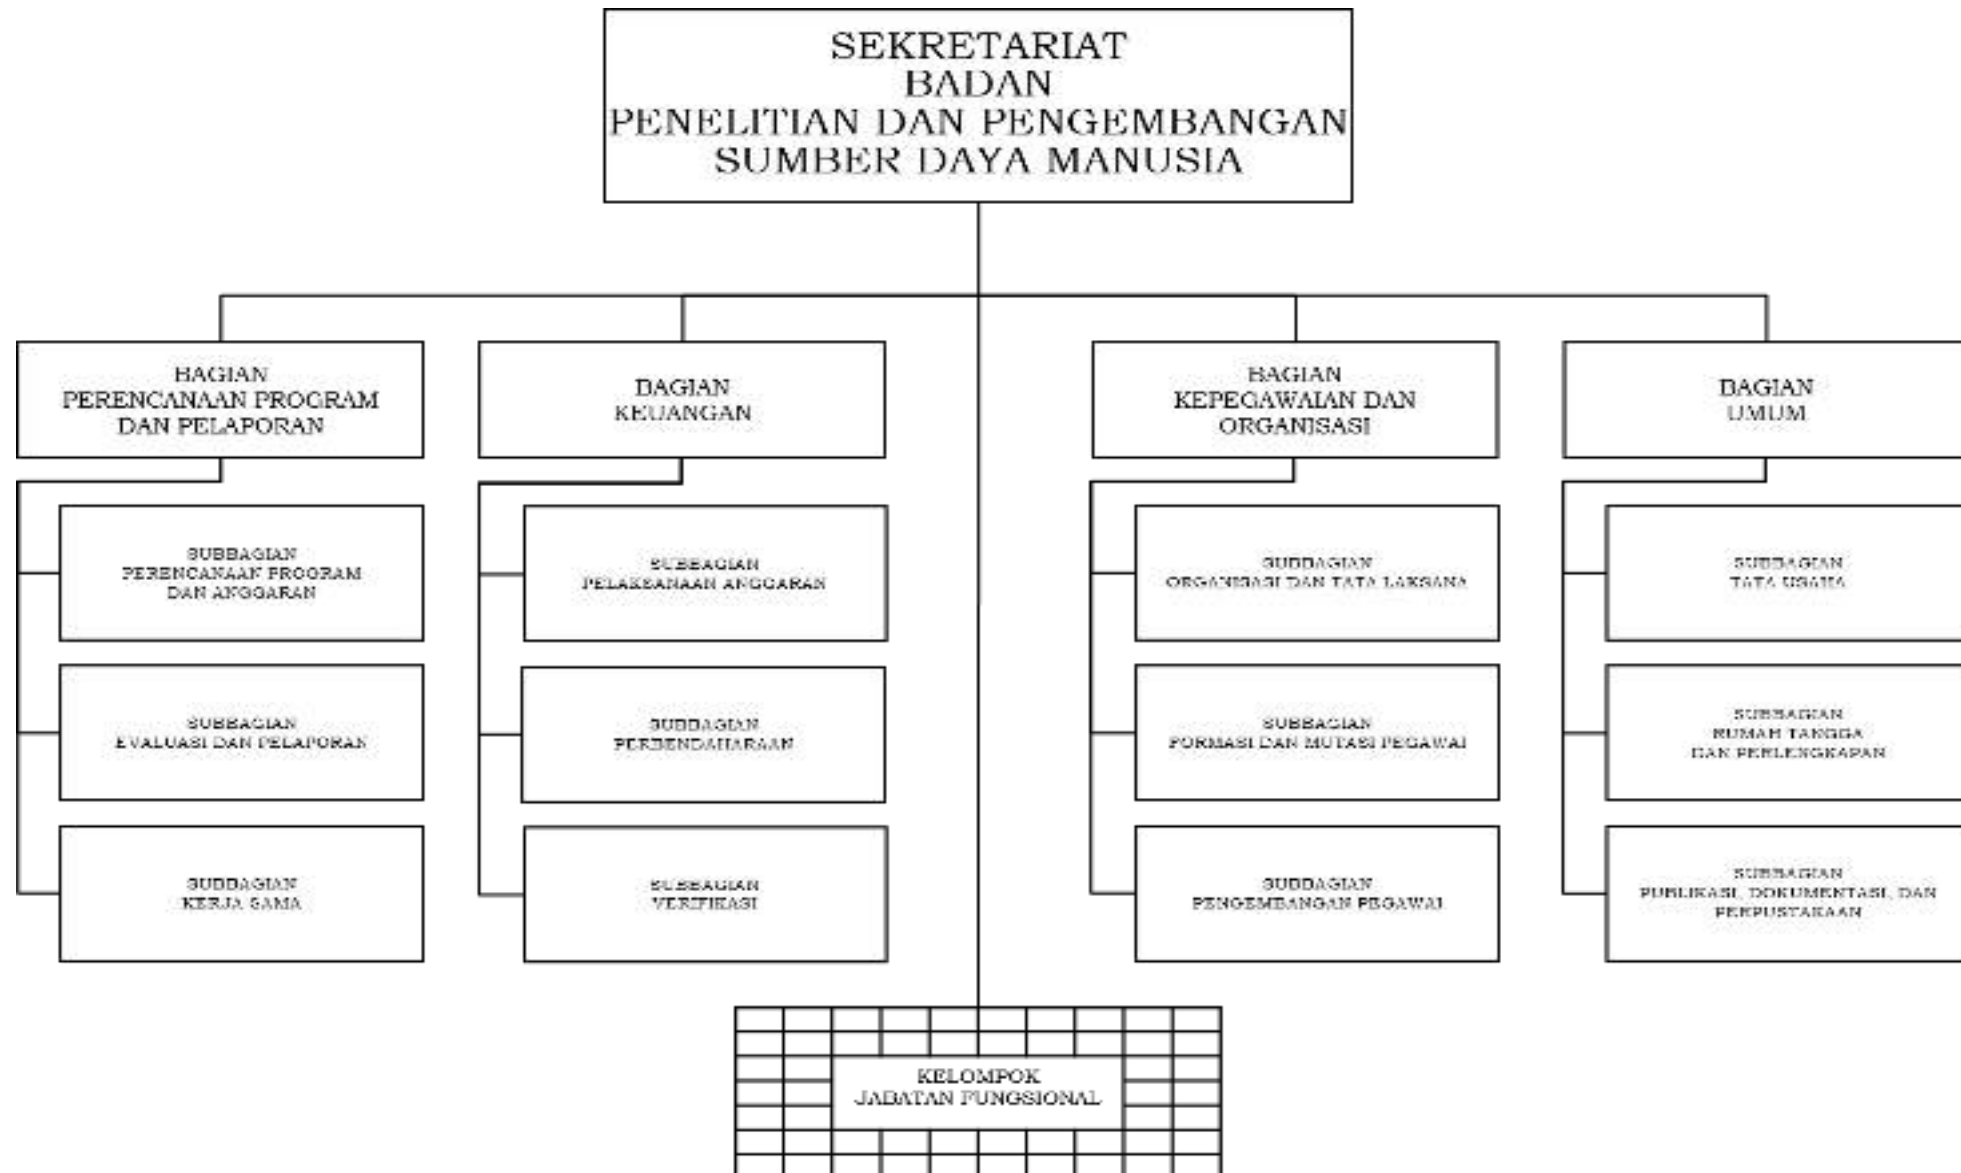 SEKRETARIAT
BADAN
PENELITIAN DAN PENGEMBANGAN
SUMBER DAYA MANUSIA
BAGIAN
PERENCANAAN PROGRAM
DAN PELAPORAN
BAGIAN
KEUANGAN
BAGIAN
KEPEGAWAIAN DAN
ORGANISASI
BAGIAN
UMUM
SUBBAGIAN
PERENCANAAN PROGRAM
DAN ANGGARAN
SUBBAGIAN
EVALUASI DAN PELAPORAN
SUBBAGIAN
KERJA SAMA
SUBBAGIAN
PELAKSANAAN ANGGARAN
SUBBAGIAN
PERBENDAHARAAN
SUBBAGIAN
VERIFIKASI
SUBBAGIAN
ORGANISASI DAN TATA LAKSANA
SUBBAGIAN
FORMASI DAN MUTASI PEGAWAI
SUBBAGIAN
PENGEMBANGAN PEGAWAI
SUBBAGIAN
TATA USAHA
SUBBAGIAN
RUMAH TANGGA
DAN PERLENGKAPAN
SUBBAGIAN
PUBLIKASI, DOKUMENTASI, DAN
PERPUSTAKAAN
KELOMPOK
JABATAN FUNGSIONAL